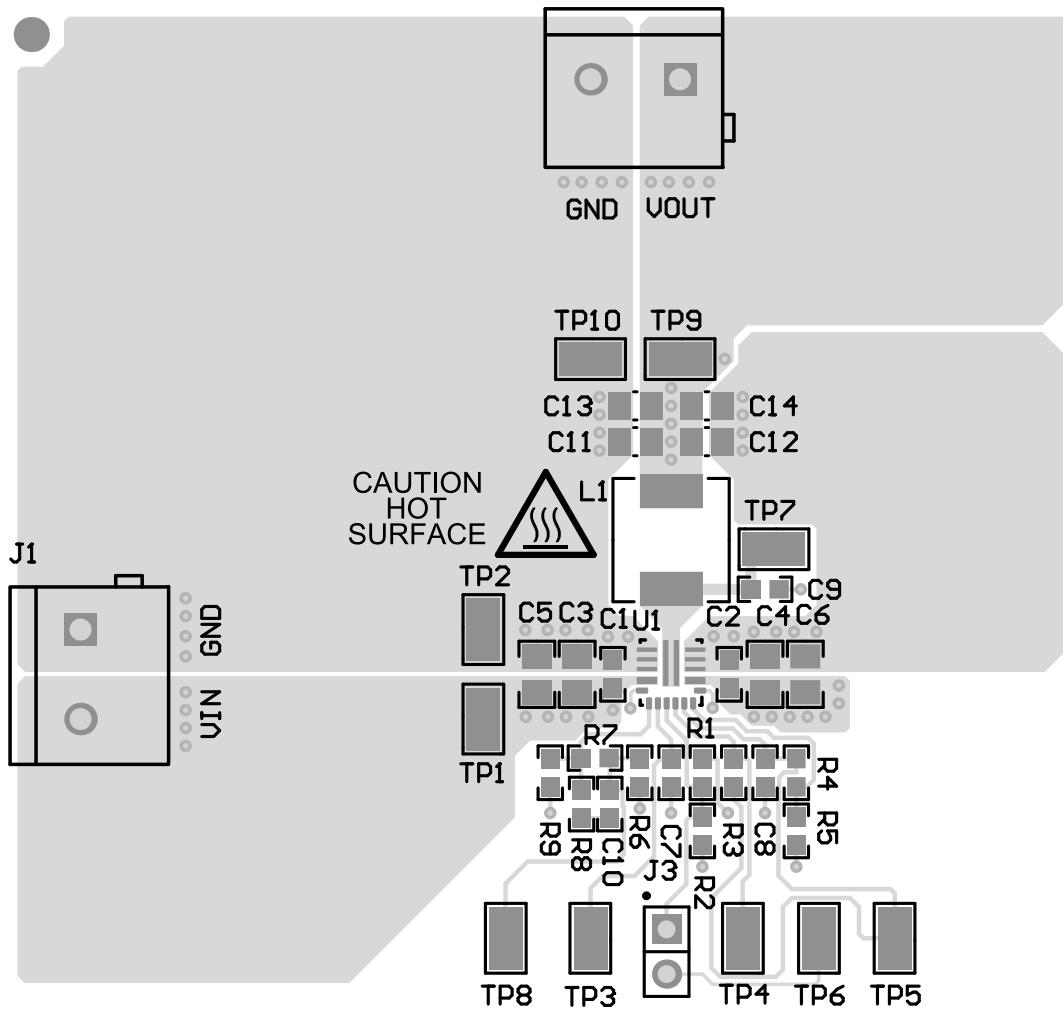 GND VOUT
TP10 TP9
C13 C14
C11 C12
CAUTION
HOT
SURFACE
L1
TP7
J1
TP2
C9
GND
C5 C3 C1 U1 C2 C4 C6
VIN
TP1
R7 R1
R4
R9 R8 C10 R6 C7 R3 C8 R5
J3
R2
TP8 TP3 TP4 TP6 TP5